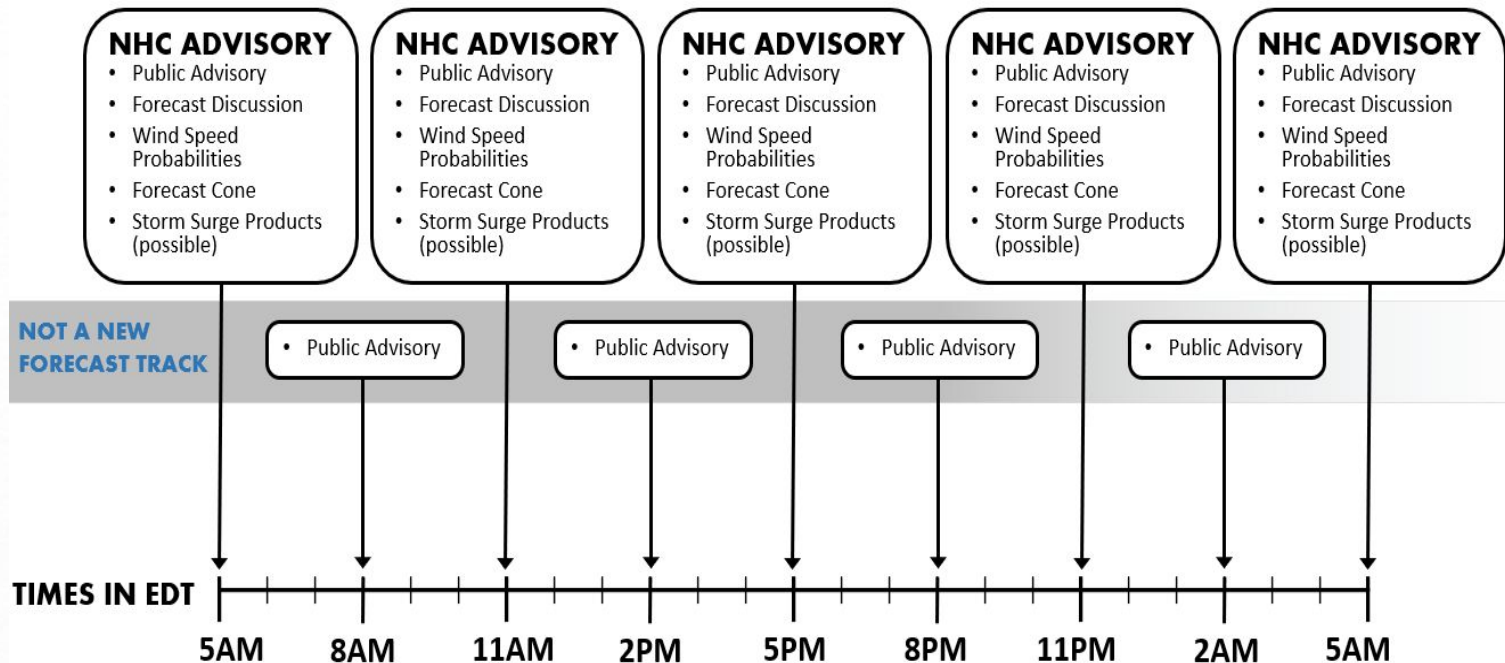 NHC ADVISORY
• Public Advisory
• Forecast Discussion
• Wind Speed
Probabilities
• Forecast Cone
• Storm Surge Products
(possible)
NHC ADVISORY
• Public Advisory
• Forecast Discussion
• Wind Speed
Probabilities
• Forecast Cone
• Storm Surge Products
(possible)
NHC ADVISORY
• Public Advisory
• Forecast Discussion
• Wind Speed
Probabilities
• Forecast Cone
• Storm Surge Products
(possible)
NHC ADVISORY
• Public Advisory
• Forecast Discussion
• Wind Speed
Probabilities
• Forecast Cone
• Storm Surge Products
(possible)
NHC ADVISORY
• Public Advisory
• Forecast Discussion
• Wind Speed
Probabilities
• Forecast Cone
• Storm Surge Products
(possible)
NOT A NEW
FORECAST TRACK
• Public Advisory
• Public Advisory
• Public Advisory
• Public Advisory
TIMES IN EDT
5AM 8AM 11AM 2PM 5PM 8PM 11PM 2AM 5AM